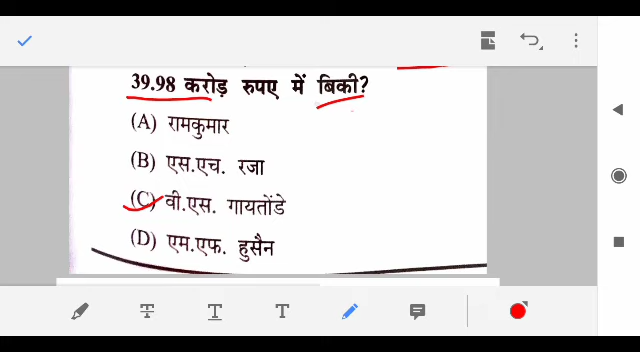 39.98 करोड़ रुपए में बिकी?
(A) रामकुमार
(B) एस.एच. रजा
(C) वी.एस. गायतोंडे
(D) एम.एफ. हुसैन